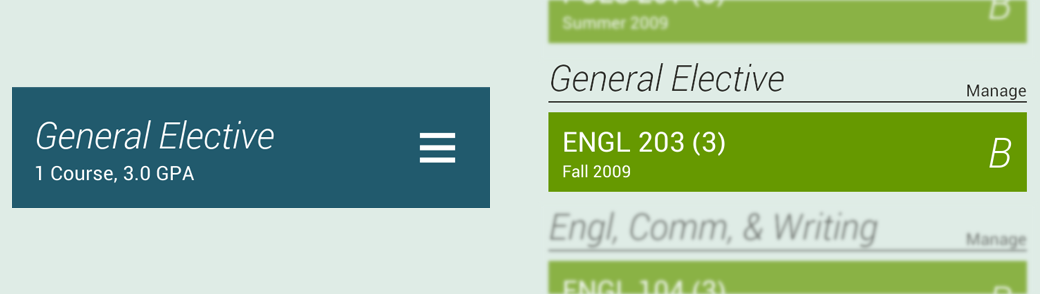 General Elective
1 Course, 3.0 GPA
Summer 2009
B
General Elective
Manage
ENGL 203 (3)
Fall 2009
B
Engl, Comm, & Writing
Manage
ENGL 104 (3)